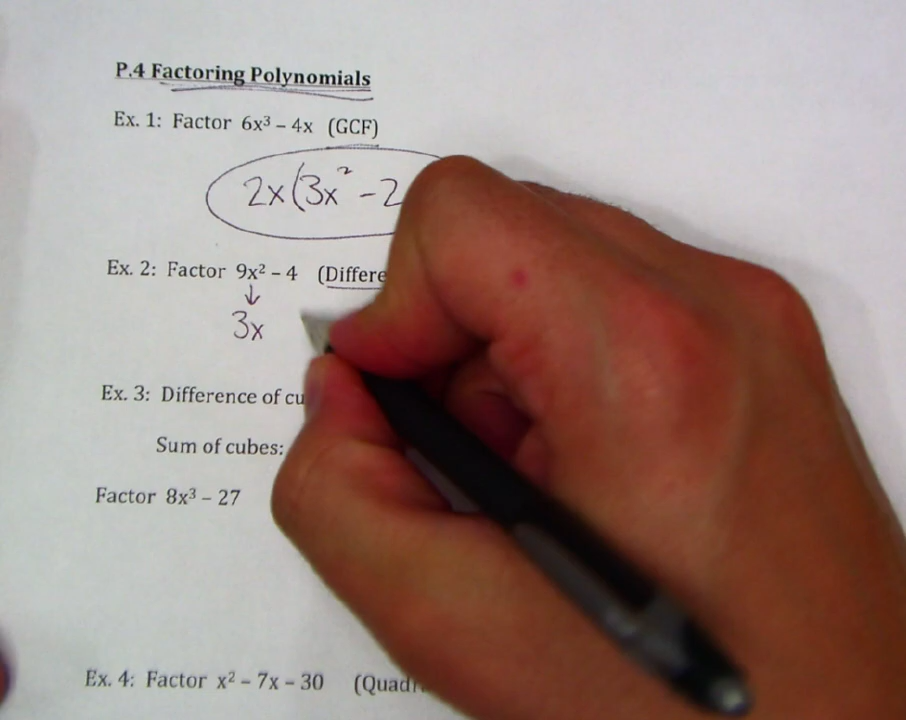 P.4 Factoring Polynomials
Ex. 1: Factor 6x³ – 4x (GCF)
2x(3x² – 2
Ex. 2: Factor 9x² – 4 (Differe
↓
3x
Ex. 3: Difference of cu
Sum of cubes:
Factor 8x³ – 27
Ex. 4: Factor x² – 7x – 30 (Quad